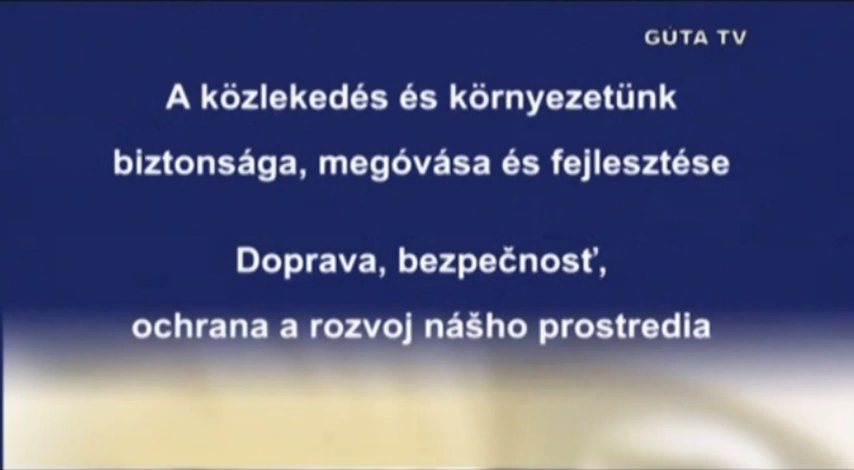 GÚTA TV
A közlekedés és környezetünk
biztonsága, megóvása és fejlesztése
Doprava, bezpečnosť,
ochrana a rozvoj nášho prostredia